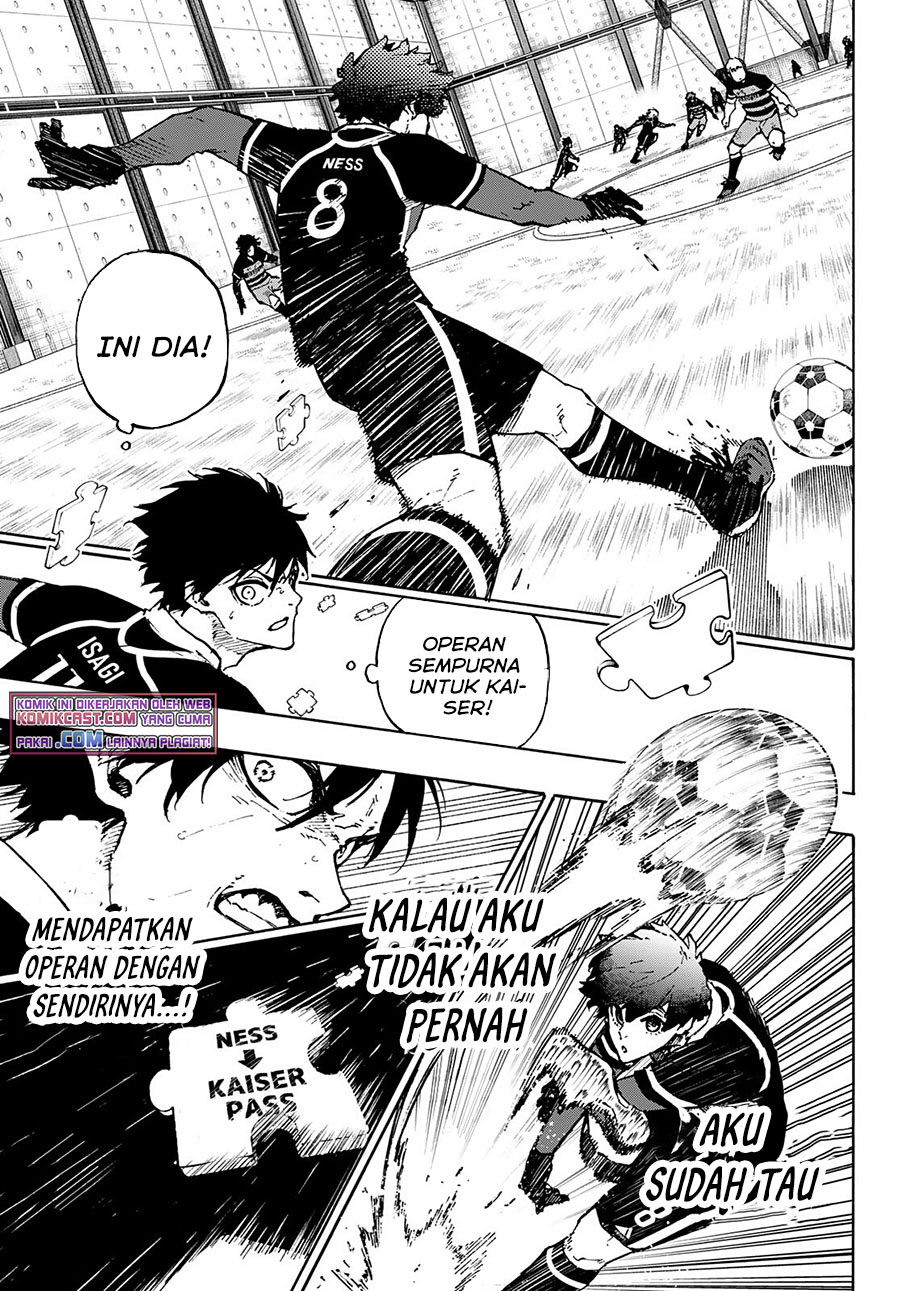 NESS
8
INI DIA!
ISAGI
OPERAN
SEMPURNA
UNTUK KAI-
SER!
KOMIK INI DIKERJAKAN OLEH WEB
KOMIKCAST.COM YANG CUMA
PAKAI .COM LAINNYA PLAGIAT!
AKU
SUDAH TAU
KALAU AKU
TIDAK AKAN
PERNAH
MENDAPATKAN
OPERAN DENGAN
SENDIRINYA...!
NESS
KAISER
PASS